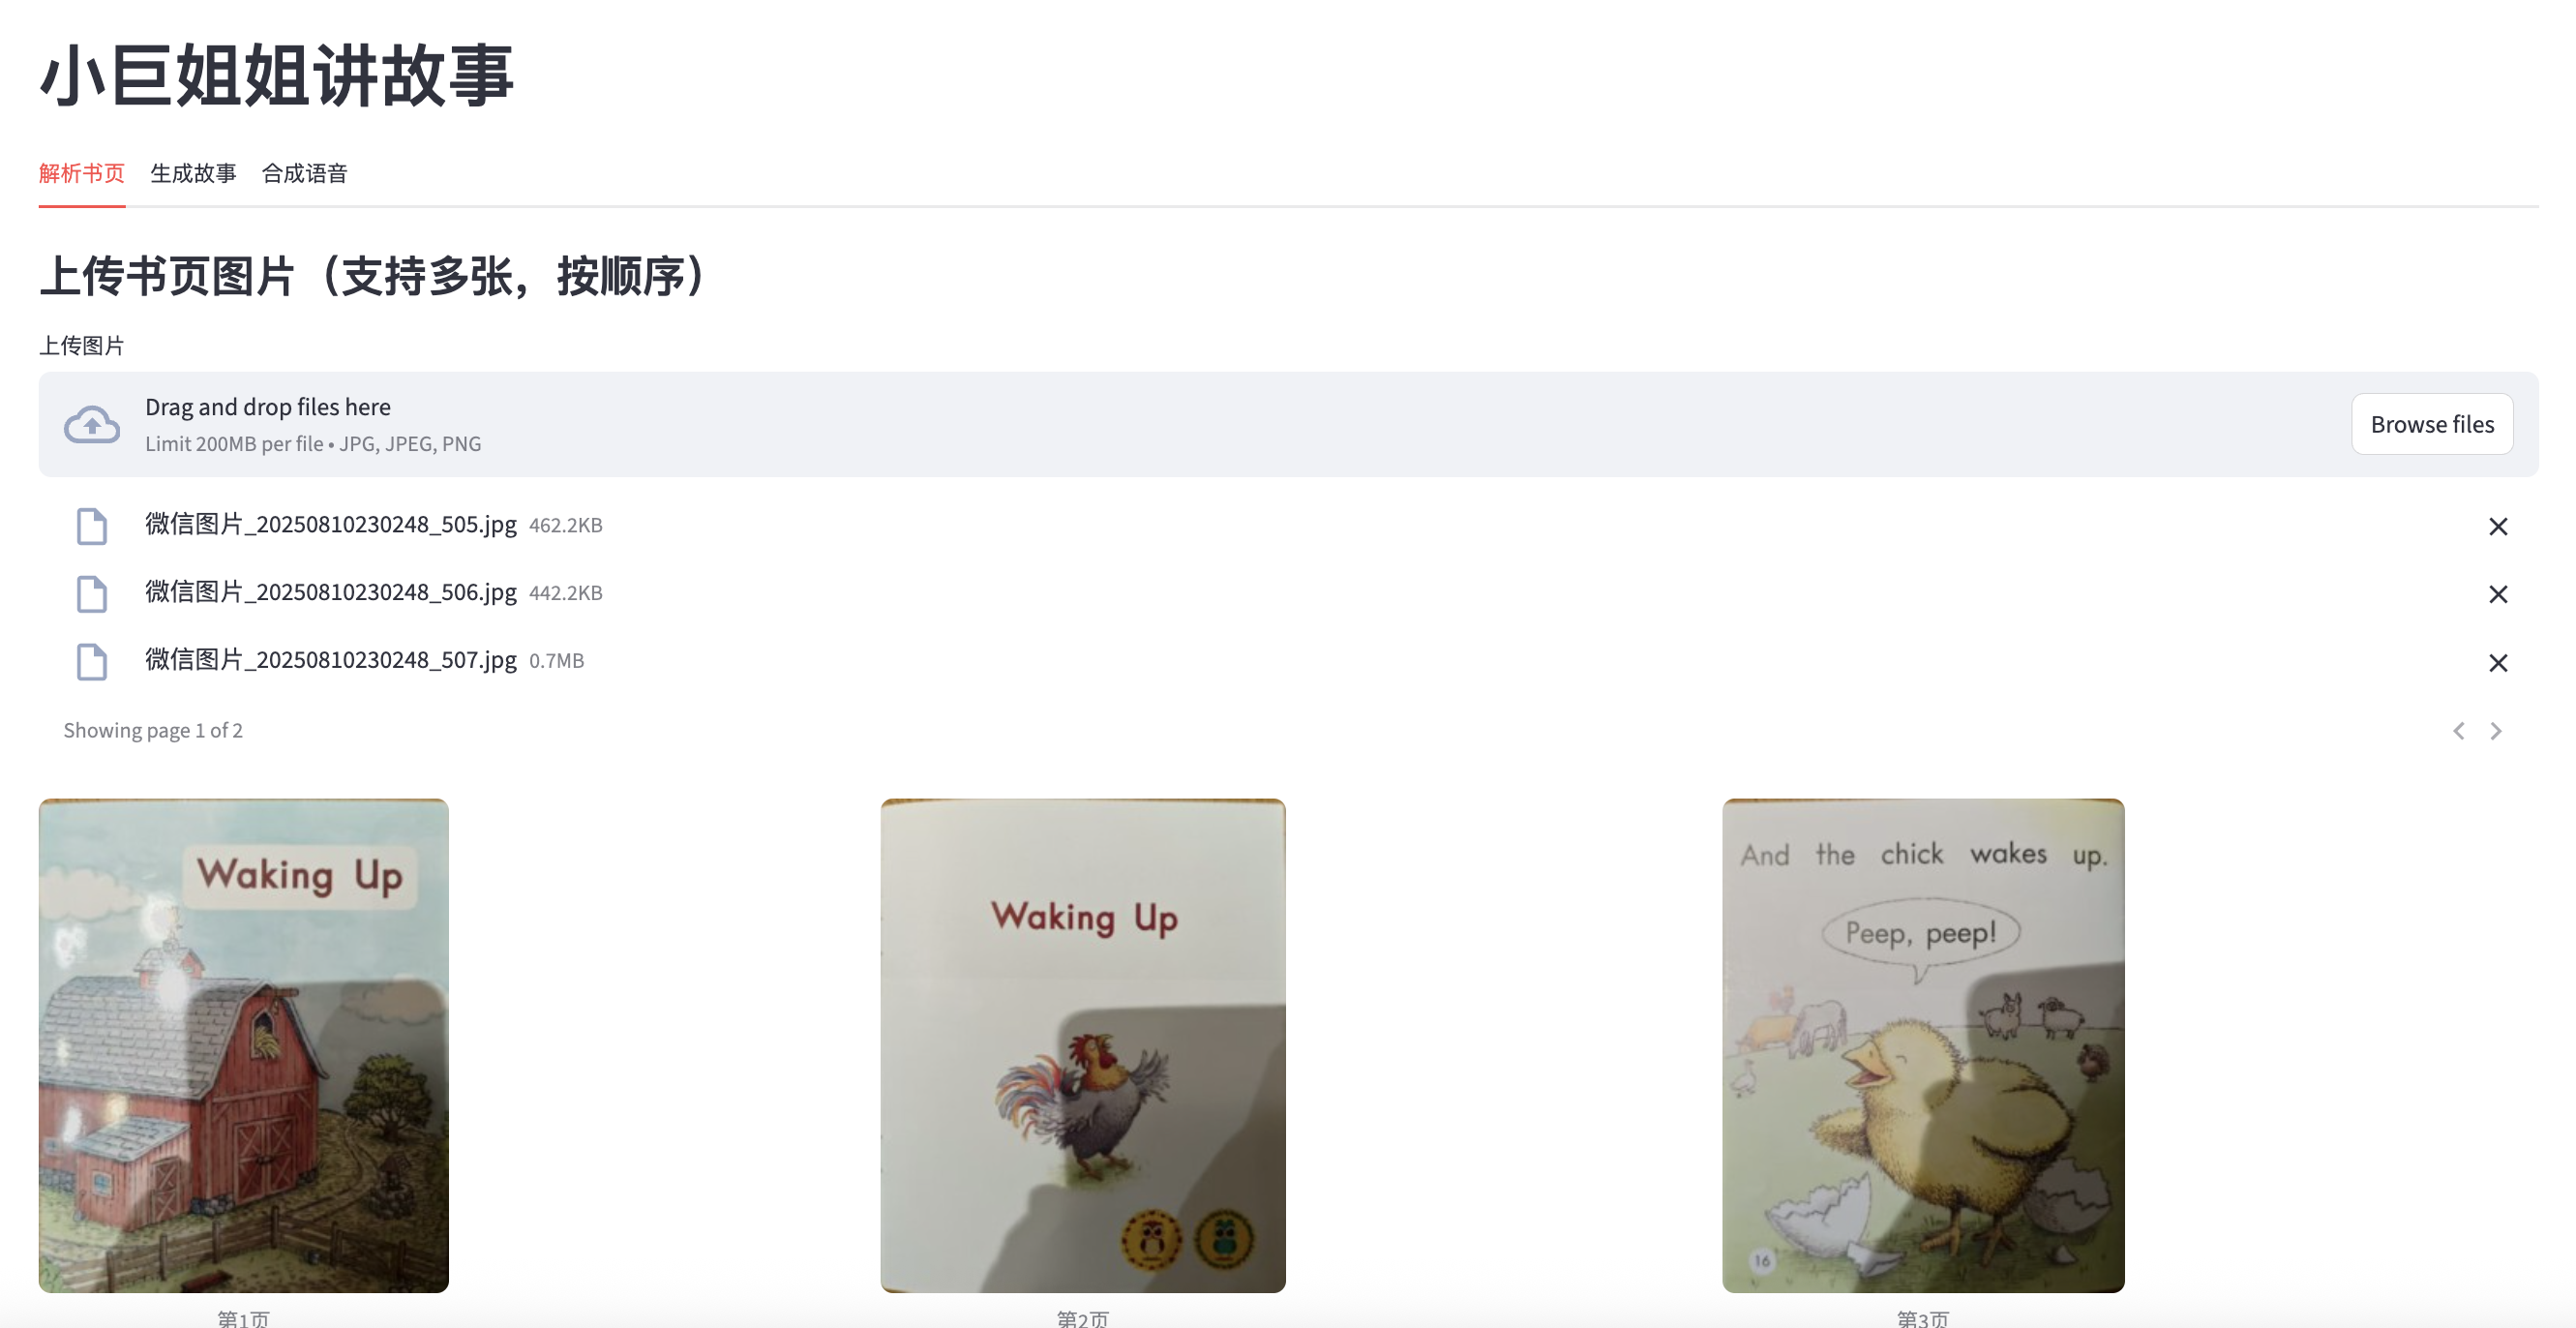 小巨姐姐讲故事
解析书页 生成故事 合成语音
上传书页图片（支持多张，按顺序）
上传图片
Drag and drop files here
Limit 200MB per file • JPG, JPEG, PNG
Browse files
微信图片_20250810230248_505.jpg 462.2KB
微信图片_20250810230248_506.jpg 442.2KB
微信图片_20250810230248_507.jpg 0.7MB
Showing page 1 of 2
Waking Up
Waking Up
And the chick wakes up.
Peep, peep!
16
第1页
第2页
第3页